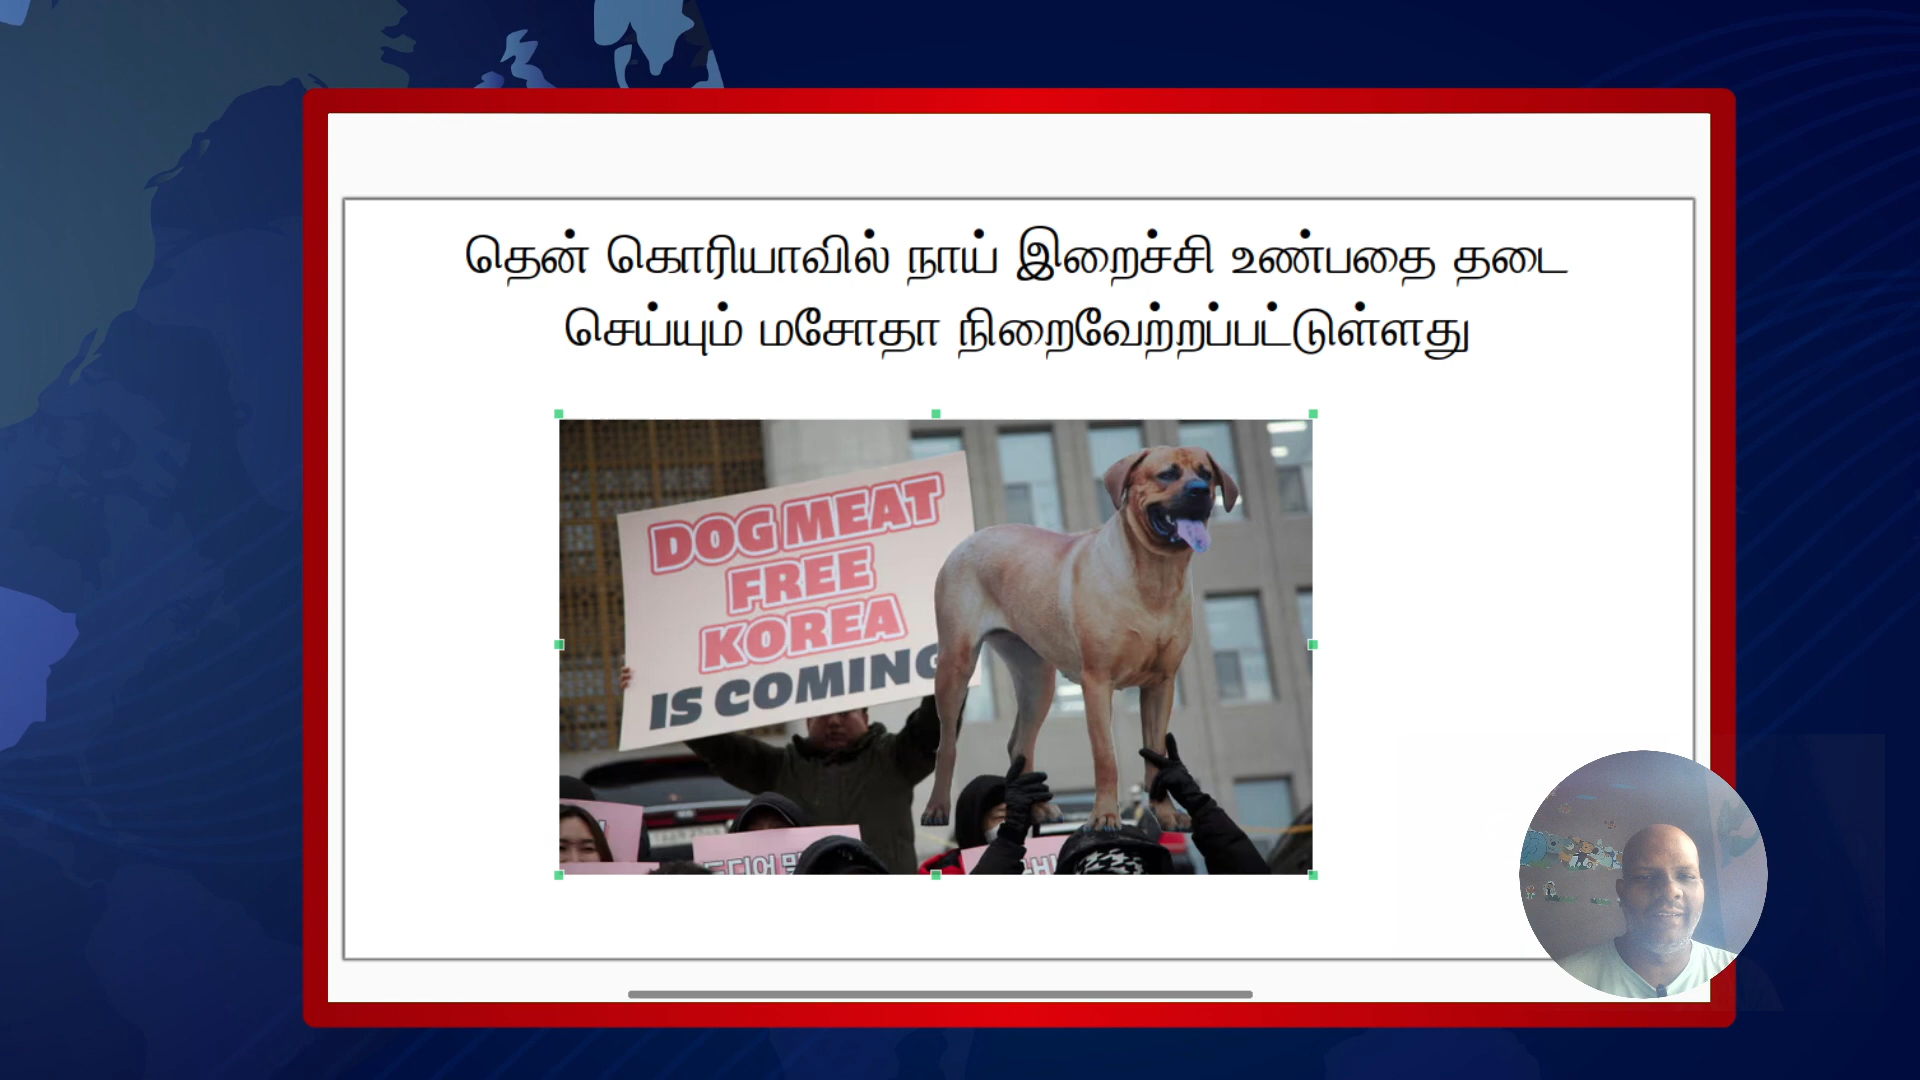 தென் கொரியாவில் நாய் இறைச்சி உண்பதை தடை
செய்யும் மசோதா நிறைவேற்றப்பட்டுள்ளது
DOG MEAT
FREE
KOREA
IS COMING